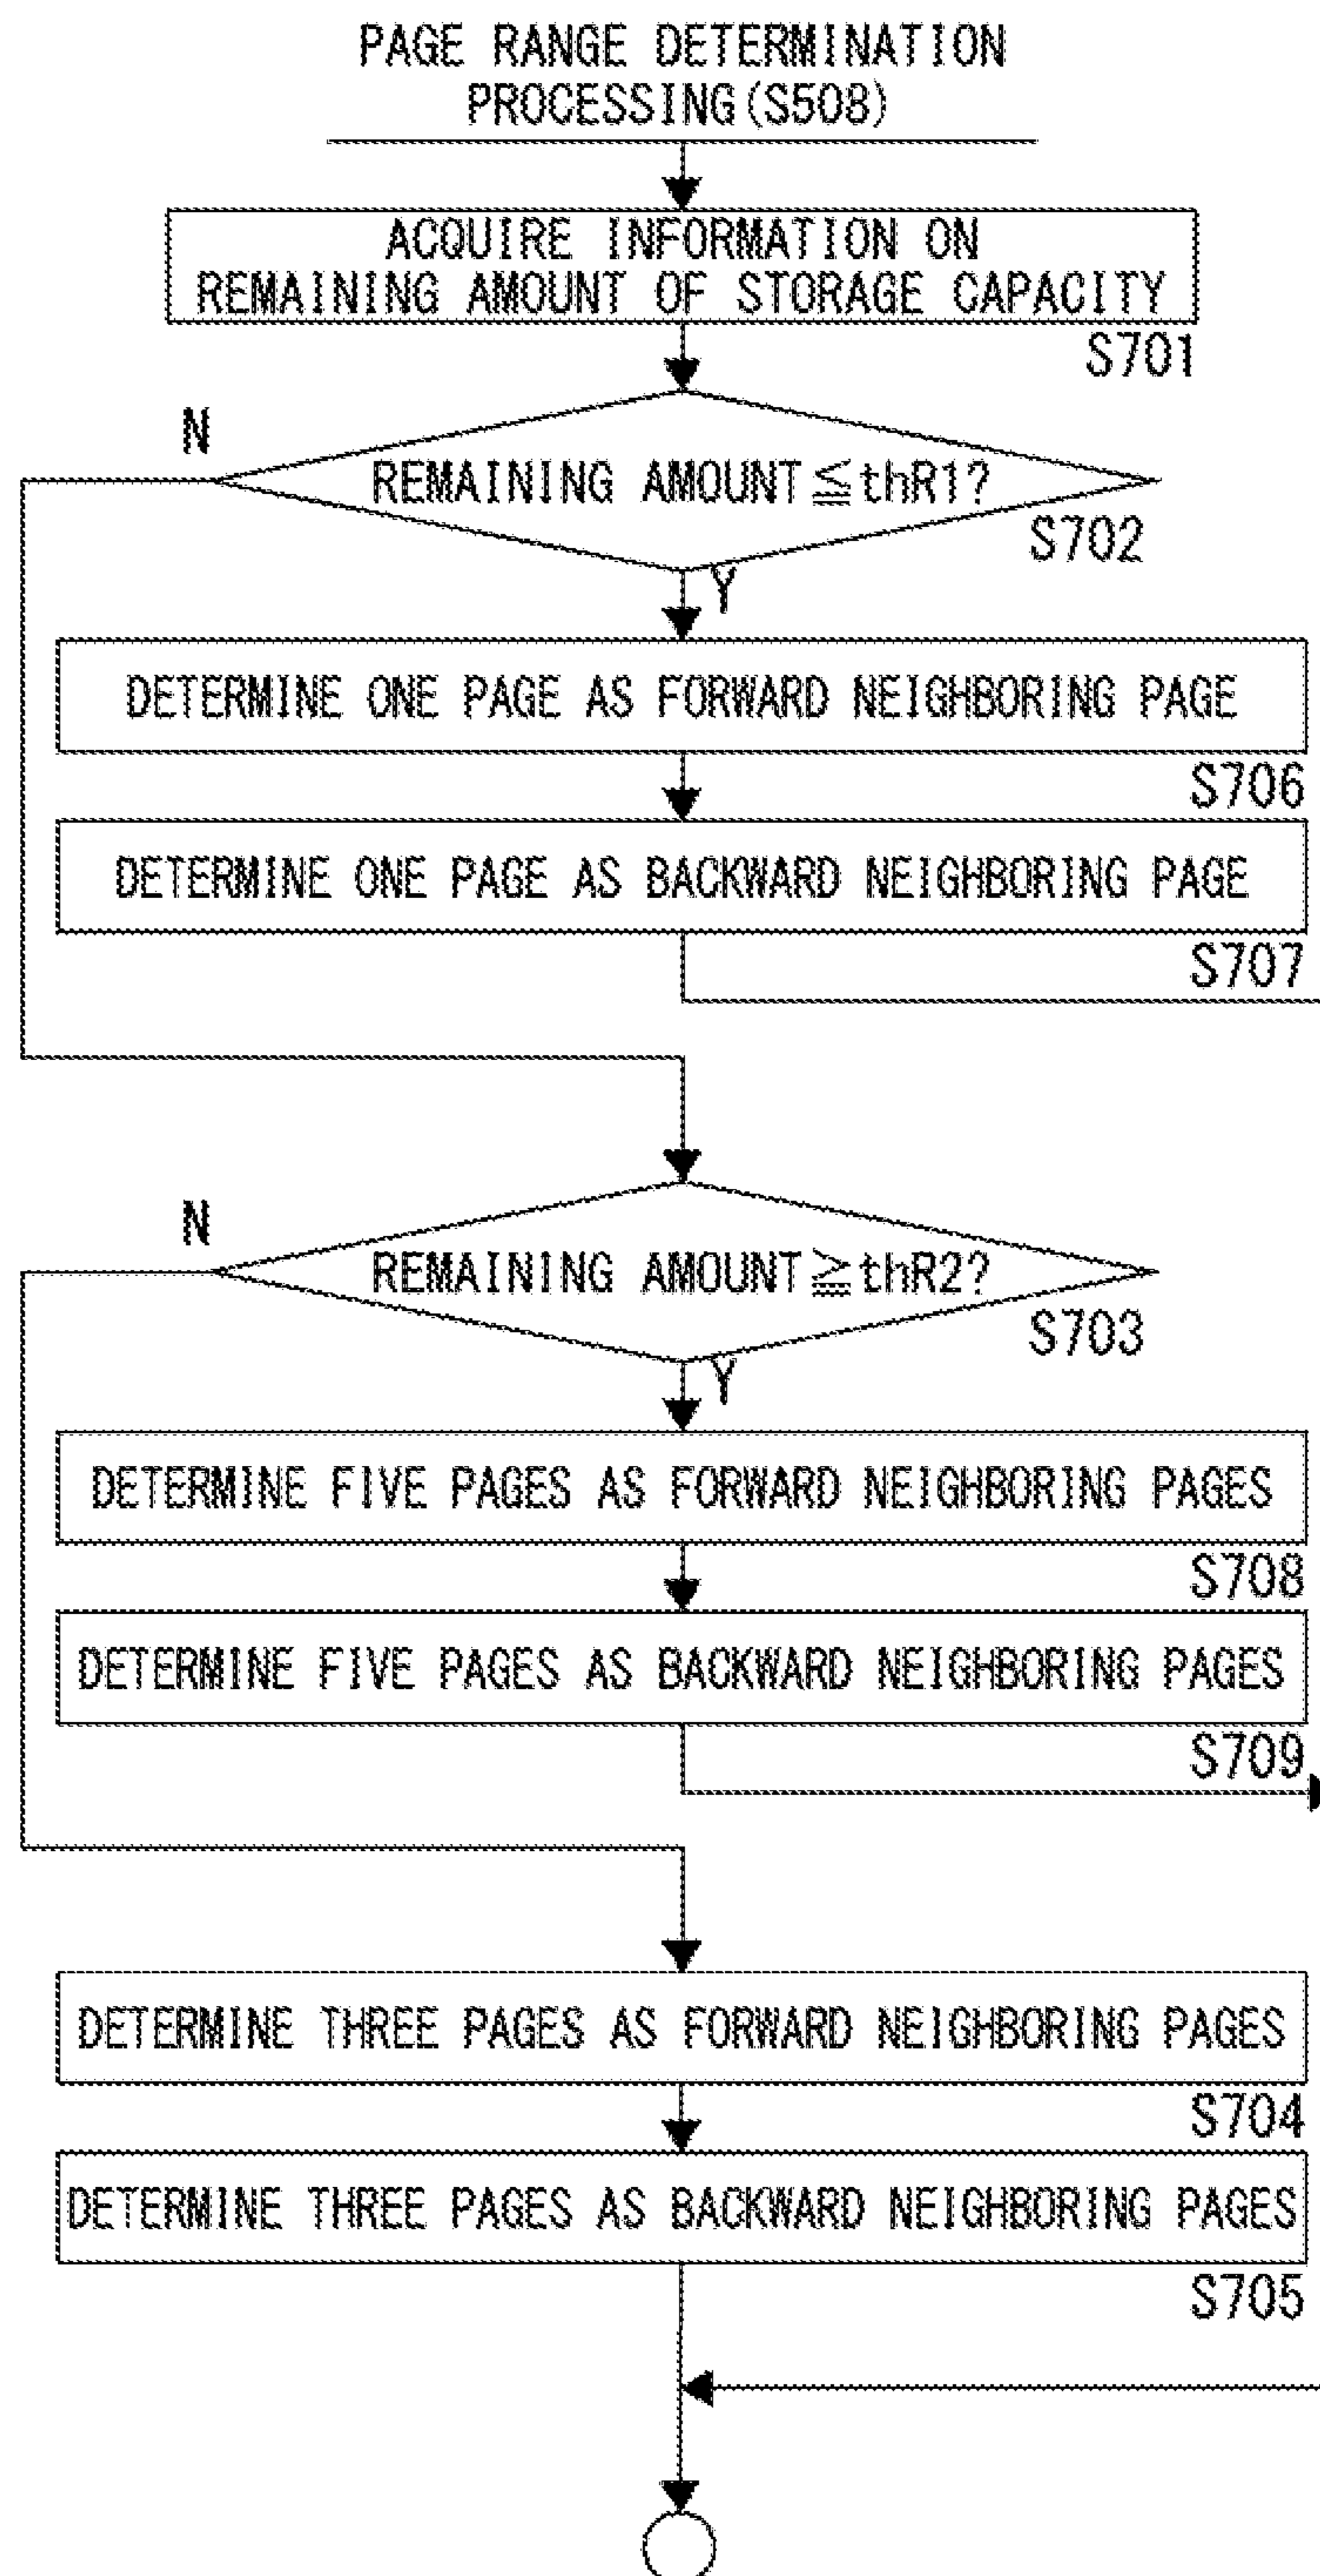 PAGE RANGE DETERMINATION
PROCESSING(S508)
ACQUIRE INFORMATION ON
REMAINING AMOUNT OF STORAGE CAPACITY
S701
N
REMAINING AMOUNT≦thR1?
S702
Y
DETERMINE ONE PAGE AS FORWARD NEIGHBORING PAGE
S706
DETERMINE ONE PAGE AS BACKWARD NEIGHBORING PAGE
S707
N
REMAINING AMOUNT≧thR2?
S703
Y
DETERMINE FIVE PAGES AS FORWARD NEIGHBORING PAGES
S708
DETERMINE FIVE PAGES AS BACKWARD NEIGHBORING PAGES
S709
DETERMINE THREE PAGES AS FORWARD NEIGHBORING PAGES
S704
DETERMINE THREE PAGES AS BACKWARD NEIGHBORING PAGES
S705